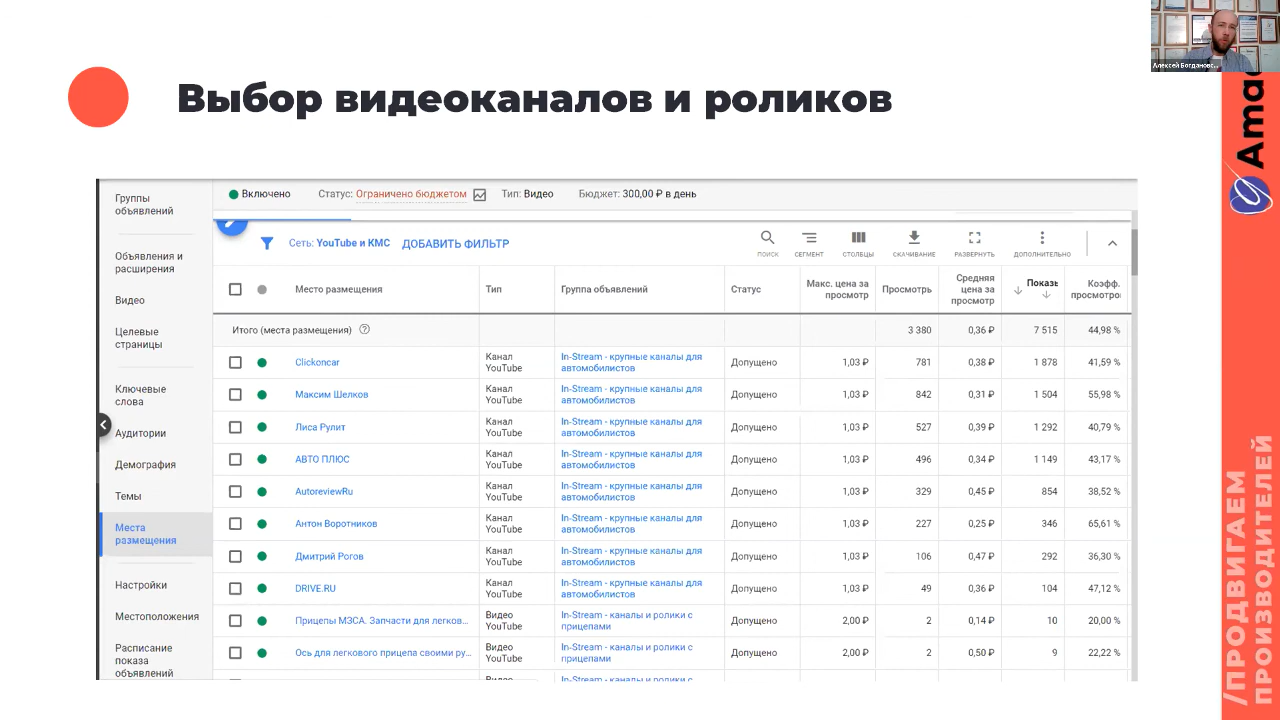 Выбор видеоканалов и роликов
Алексей Богдановс...
Ama
/ПРОДВИГАЕМ
ПРОИЗВОДИТЕЛЕЙ
Включено Статус: Ограничено бюджетом Тип: Видео Бюджет: 300,00 ₽ в день
Группы
объявлений
Объявления и
расширения
Видео
Целевые
страницы
Ключевые
слова
Аудитории
Демография
Темы
Места
размещения
Настройки
Местоположения
Расписание
показа
объявлений
Сеть: YouTube и КМС ДОБАВИТЬ ФИЛЬТР
ПОИСК СЕГМЕНТ СТОЛБЦЫ СКАЧИВАНИЕ РАЗВЕРНУТЬ ДОПОЛНИТЕЛЬНО
Место размещения Тип Группа объявлений Статус Макс. цена за просмотр Просмотры Средняя цена за просмотр Показы Коэфф. просмотро
Итого (места размещения) 3 380 0,36 ₽ 7 515 44,98 %
Clickoncar Канал YouTube In-Stream - крупные каналы для автомобилистов Допущено 1,03 ₽ 781 0,38 ₽ 1 878 41,59 %
Максим Шелков Канал YouTube In-Stream - крупные каналы для автомобилистов Допущено 1,03 ₽ 842 0,31 ₽ 1 504 55,98 %
Лиса Рулит Канал YouTube In-Stream - крупные каналы для автомобилистов Допущено 1,03 ₽ 527 0,39 ₽ 1 292 40,79 %
АВТО ПЛЮС Канал YouTube In-Stream - крупные каналы для автомобилистов Допущено 1,03 ₽ 496 0,34 ₽ 1 149 43,17 %
AutoreviewRu Канал YouTube In-Stream - крупные каналы для автомобилистов Допущено 1,03 ₽ 329 0,45 ₽ 854 38,52 %
Антон Воротников Канал YouTube In-Stream - крупные каналы для автомобилистов Допущено 1,03 ₽ 227 0,25 ₽ 346 65,61 %
Дмитрий Рогов Канал YouTube In-Stream - крупные каналы для автомобилистов Допущено 1,03 ₽ 106 0,47 ₽ 292 36,30 %
DRIVE.RU Канал YouTube In-Stream - крупные каналы для автомобилистов Допущено 1,03 ₽ 49 0,36 ₽ 104 47,12 %
Прицепы МЗСА. Запчасти для легков... Видео YouTube In-Stream - каналы и ролики с прицепами Допущено 2,00 ₽ 2 0,14 ₽ 10 20,00 %
Ось для легкового прицепа своими ру... Видео YouTube In-Stream - каналы и ролики с прицепами Допущено 2,00 ₽ 2 0,50 ₽ 9 22,22 %
Видео In-Stream - каналы и ролики с